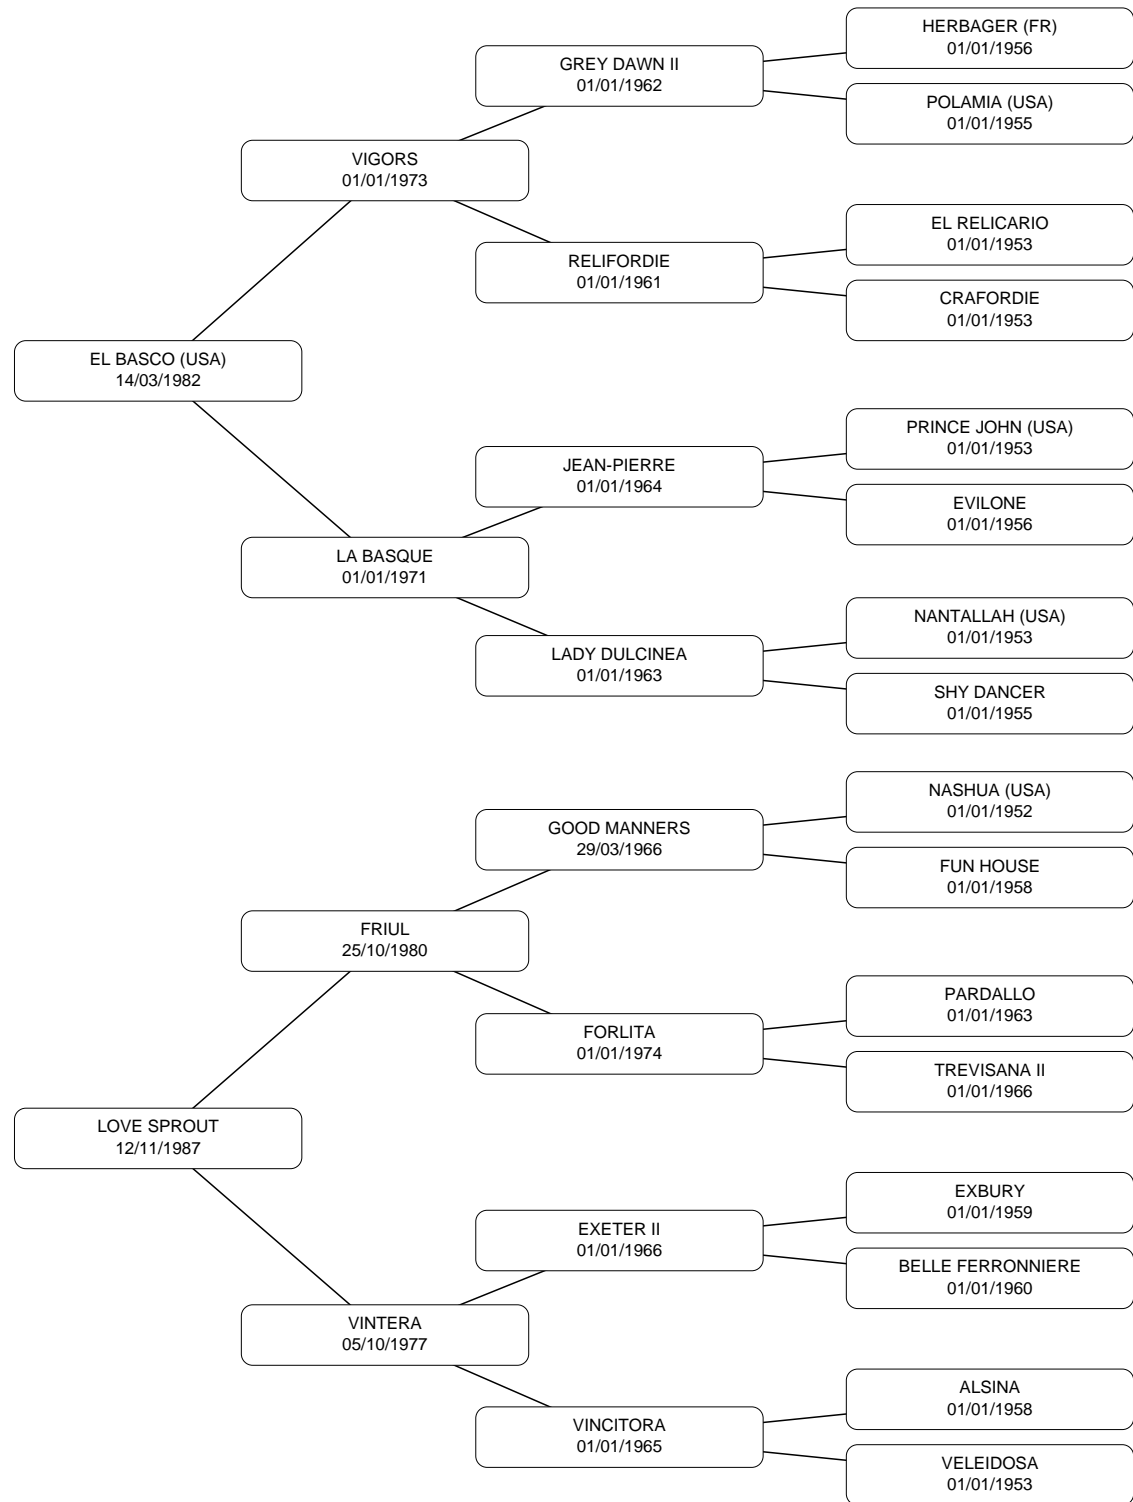 HERBAGER (FR)
01/01/1956
GREY DAWN II
01/01/1962
POLAMIA (USA)
01/01/1955
VIGORS
01/01/1973
EL RELICARIO
01/01/1953
RELIFORDIE
01/01/1961
CRAFORDIE
01/01/1953
EL BASCO (USA)
14/03/1982
PRINCE JOHN (USA)
01/01/1953
JEAN-PIERRE
01/01/1964
EVILONE
01/01/1956
LA BASQUE
01/01/1971
NANTALLAH (USA)
01/01/1953
LADY DULCINEA
01/01/1963
SHY DANCER
01/01/1955
NASHUA (USA)
01/01/1952
GOOD MANNERS
29/03/1966
FUN HOUSE
01/01/1958
FRIUL
25/10/1980
PARDALLO
01/01/1963
FORLITA
01/01/1974
TREVISANA II
01/01/1966
LOVE SPROUT
12/11/1987
EXBURY
01/01/1959
EXETER II
01/01/1966
BELLE FERRONNIERE
01/01/1960
VINTERA
05/10/1977
ALSINA
01/01/1958
VINCITORA
01/01/1965
VELEIDOSA
01/01/1953